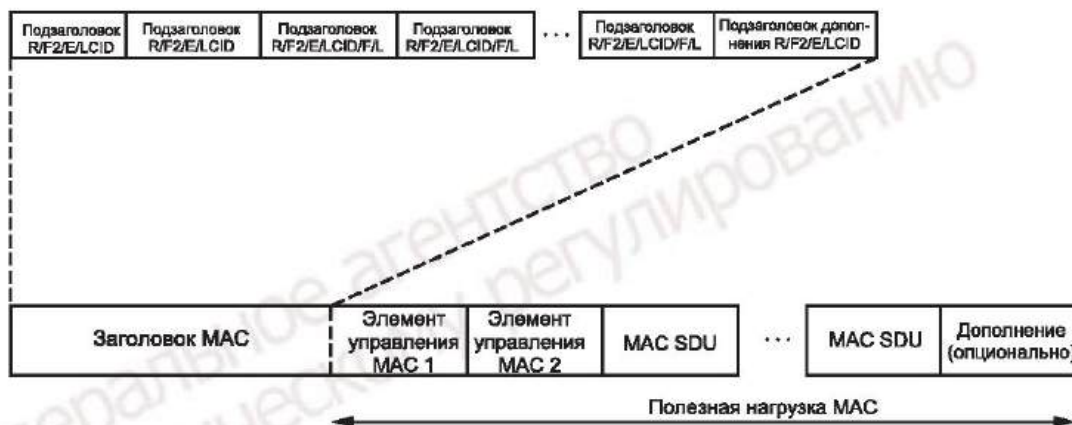 Подзаголовок Подзаголовок Подзаголовок Подзаголовок ... Подзаголовок Подзаголовок допол-
R/F2/E/LCID R/F2/E/LCID R/F2/E/LCID/F/L R/F2/E/LCID/F/L R/F2/E/LCID/F/L нения R/F2/E/LCID
агентство
регулированию
Заголовок MAC
Элемент
управления
MAC 1
Элемент
управления
MAC 2
MAC SDU
...
MAC SDU
Дополнение
(опционально)
Полезная нагрузка MAC